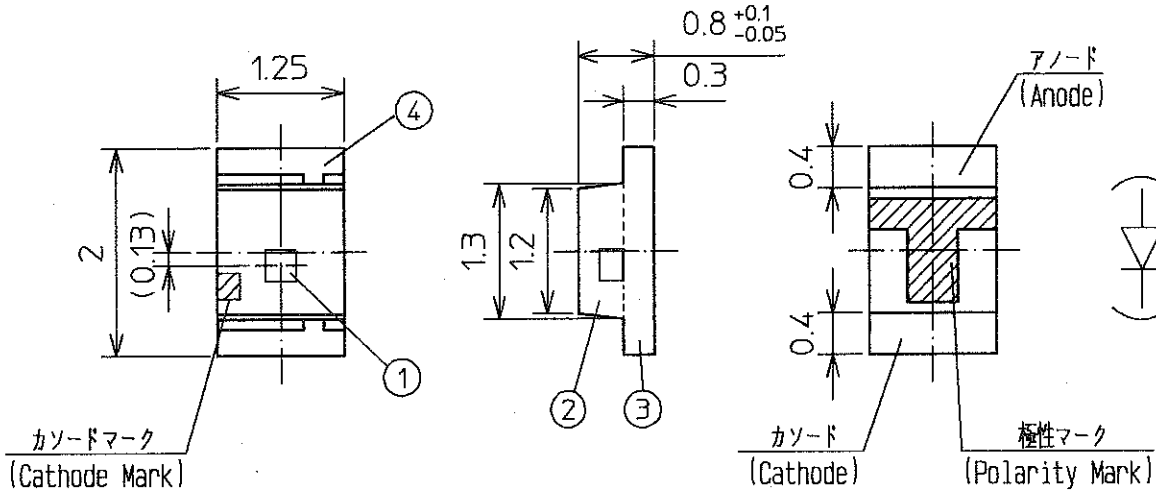 1.25
④
2
(0.13)
①
カソードマーク
(Cathode Mark)
0.8 +0.1 -0.05
0.3
1.3
1.2
②
③
アノード
(Anode)
0.4
0.4
カソード
(Cathode)
極性マーク
(Polarity Mark)